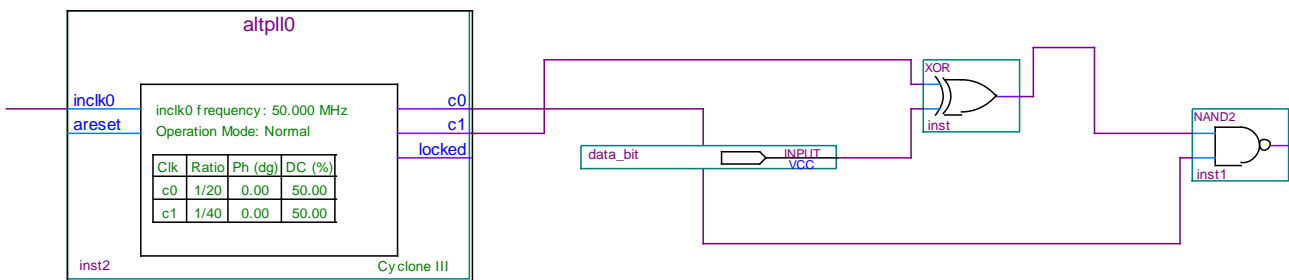 altpll0
inclk0
areset
inclk0 frequency: 50.000 MHz
Operation Mode: Normal
Clk Ratio Ph (dg) DC (%)
c0 1/20 0.00 50.00
c1 1/40 0.00 50.00
c0
c1
locked
inst2
Cyclone III
data_bit
INPUT
VCC
XOR
inst
NAND2
inst1